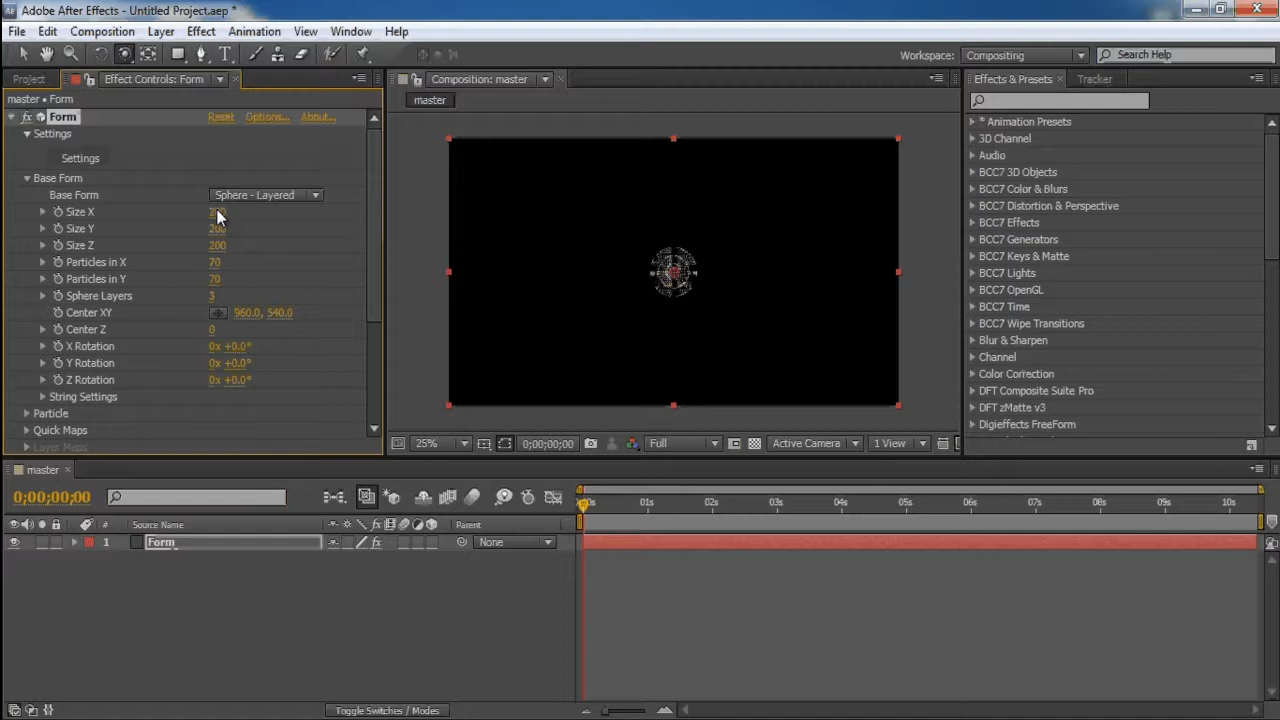 Adobe After Effects - Untitled Project.aep *
File Edit Composition Layer Effect Animation View Window Help
Workspace: Compositing Search Help
Project Effect Controls: Form Composition: master Effects & Presets Tracker
master • Form
master
fx Form Reset Options... About...
Settings
Settings
Base Form
Base Form Sphere - Layered
Size X
Size Y 200
Size Z 200
Particles in X 70
Particles in Y 70
Sphere Layers 3
Center XY 960.0, 540.0
Center Z 0
X Rotation 0x +0.0°
Y Rotation 0x +0.0°
Z Rotation 0x +0.0°
String Settings
Particle
Quick Maps
Layer Maps
* Animation Presets
3D Channel
Audio
BCC7 3D Objects
BCC7 Color & Blurs
BCC7 Distortion & Perspective
BCC7 Effects
BCC7 Generators
BCC7 Keys & Matte
BCC7 Lights
BCC7 OpenGL
BCC7 Time
BCC7 Wipe Transitions
Blur & Sharpen
Channel
Color Correction
DFT Composite Suite Pro
DFT zMatte v3
Digieffects FreeForm
25% 0;00;00;00 Full Active Camera 1 View
master
0;00;00;00
01s 02s 03s 04s 05s 06s 07s 08s 09s 10s
# Source Name fx Parent
1 Form fx None
Toggle Switches / Modes